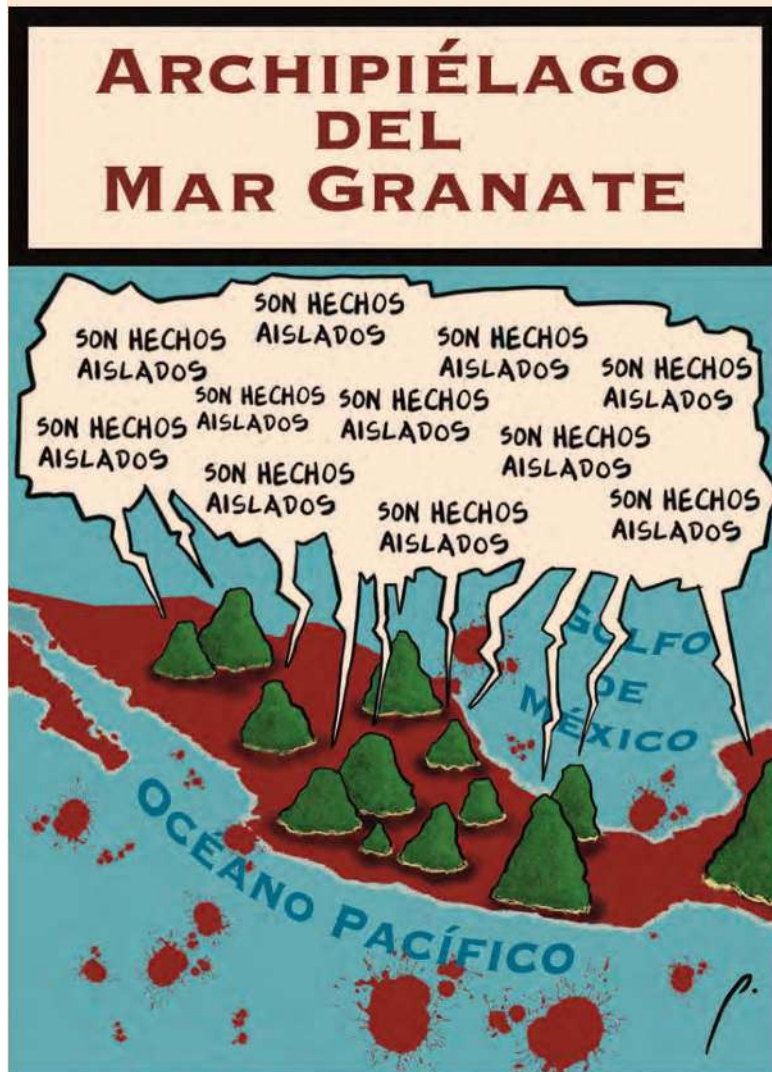 ARCHIPIÉLAGO
DEL
MAR GRANATE
SON HECHOS
AISLADOS
SON HECHOS
AISLADOS
SON HECHOS
AISLADOS
SON HECHOS
AISLADOS
SON HECHOS
AISLADOS
SON HECHOS
AISLADOS
SON HECHOS
AISLADOS
SON HECHOS
AISLADOS
SON HECHOS
AISLADOS
SON HECHOS
AISLADOS
SON HECHOS
AISLADOS
GOLFO
DE
MÉXICO
OCÉANO PACÍFICO